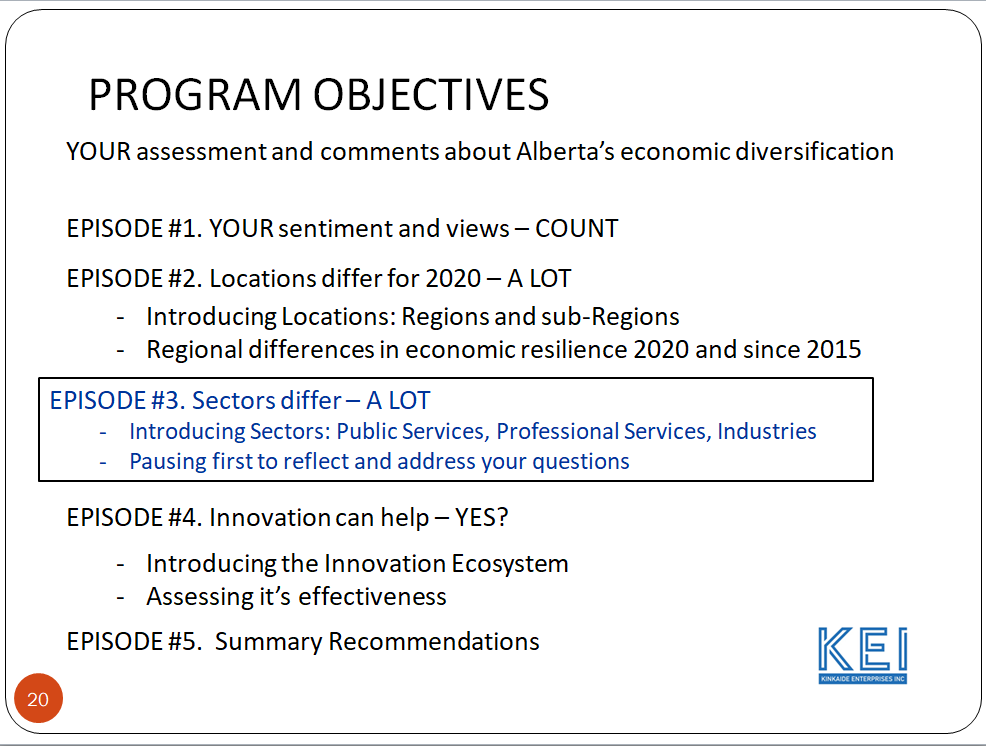 PROGRAM OBJECTIVES
YOUR assessment and comments about Alberta’s economic diversification
EPISODE #1. YOUR sentiment and views – COUNT
EPISODE #2. Locations differ for 2020 – A LOT
- Introducing Locations: Regions and sub-Regions
- Regional differences in economic resilience 2020 and since 2015
EPISODE #3. Sectors differ – A LOT
- Introducing Sectors: Public Services, Professional Services, Industries
- Pausing first to reflect and address your questions
EPISODE #4. Innovation can help – YES?
- Introducing the Innovation Ecosystem
- Assessing it’s effectiveness
EPISODE #5. Summary Recommendations
KEI
KINKAIDE ENTERPRISES INC
20